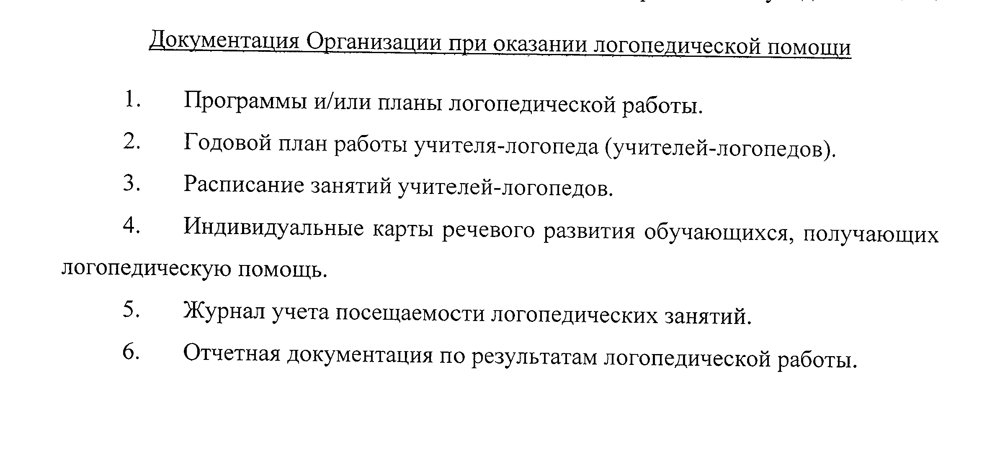 Документация Организации при оказании логопедической помощи
1. Программы и/или планы логопедической работы.
2. Годовой план работы учителя-логопеда (учителей-логопедов).
3. Расписание занятий учителей-логопедов.
4. Индивидуальные карты речевого развития обучающихся, получающих
логопедическую помощь.
5. Журнал учета посещаемости логопедических занятий.
6. Отчетная документация по результатам логопедической работы.